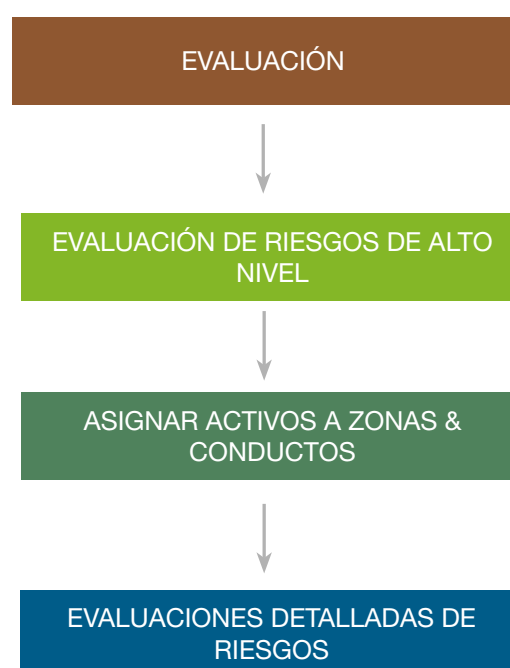 EVALUACIÓN
EVALUACIÓN DE RIESGOS DE ALTO
NIVEL
ASIGNAR ACTIVOS A ZONAS &
CONDUCTOS
EVALUACIONES DETALLADAS DE
RIESGOS